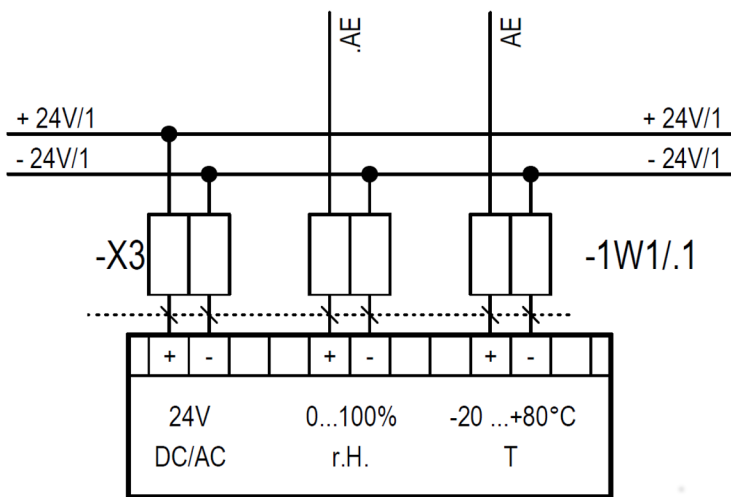 .AE
AE
+ 24V/1
+ 24V/1
- 24V/1
- 24V/1
-X3
-1W1/.1
+ - + - + -
24V 0...100% -20 ...+80°C
DC/AC r.H. T